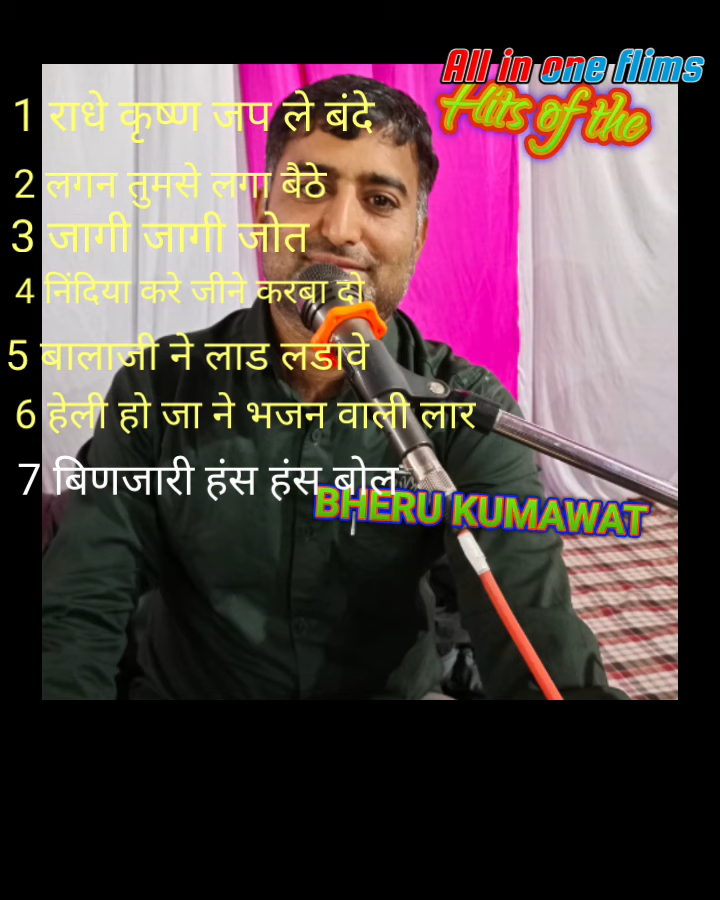 All in one flims
Hits of the
1 राधे कृष्ण जप ले बंदे
2 लगन तुमसे लगा बैठे
3 जागी जागी जोत
4 निंदिया करे जीने करबा दो
5 बालाजी ने लाड लडावे
6 हेली हो जा ने भजन वाली लार
7 बिणजारी हंस हंस बोल
BHERU KUMAWAT